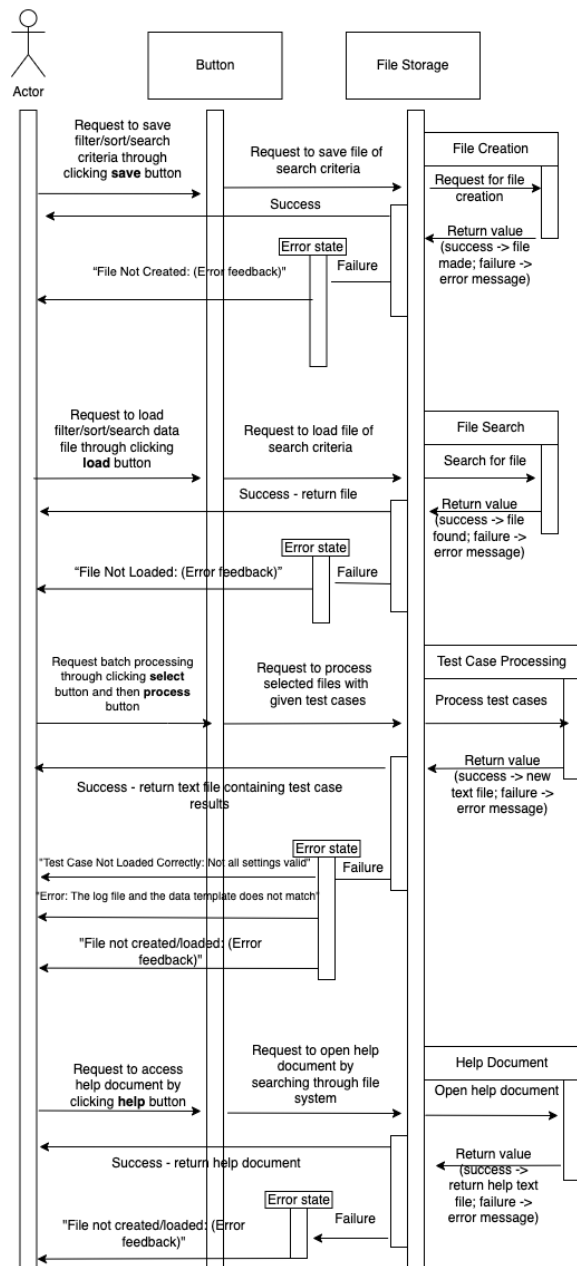 Actor
Button
File Storage
Request to save
filter/sort/search
criteria through
clicking save button
Request to save file of
search criteria
File Creation
Request for file
creation
Success
Return value
(success -> file
made; failure ->
error message)
Error state
Failure
"File Not Created: (Error feedback)"
Request to load
filter/sort/search data
file through clicking
load button
Request to load file of
search criteria
File Search
Search for file
Success - return file
Return value
(success -> file
found; failure ->
error message)
Error state
Failure
"File Not Loaded: (Error feedback)"
Request batch processing
through clicking select
button and then process
button
Request to process
selected files with
given test cases
Test Case Processing
Process test cases
Return value
(success -> new
text file; failure ->
error message)
Success - return text file containing test case
results
Error state
Failure
"Test Case Not Loaded Correctly: Not all settings valid"
"Error: The log file and the data template does not match"
"File not created/loaded: (Error
feedback)"
Request to access
help document by
clicking help button
Request to open help
document by
searching through file
system
Help Document
Open help document
Success - return help document
Return value
(success ->
return help text
file; failure ->
error message)
Error state
Failure
"File not created/loaded: (Error
feedback)"